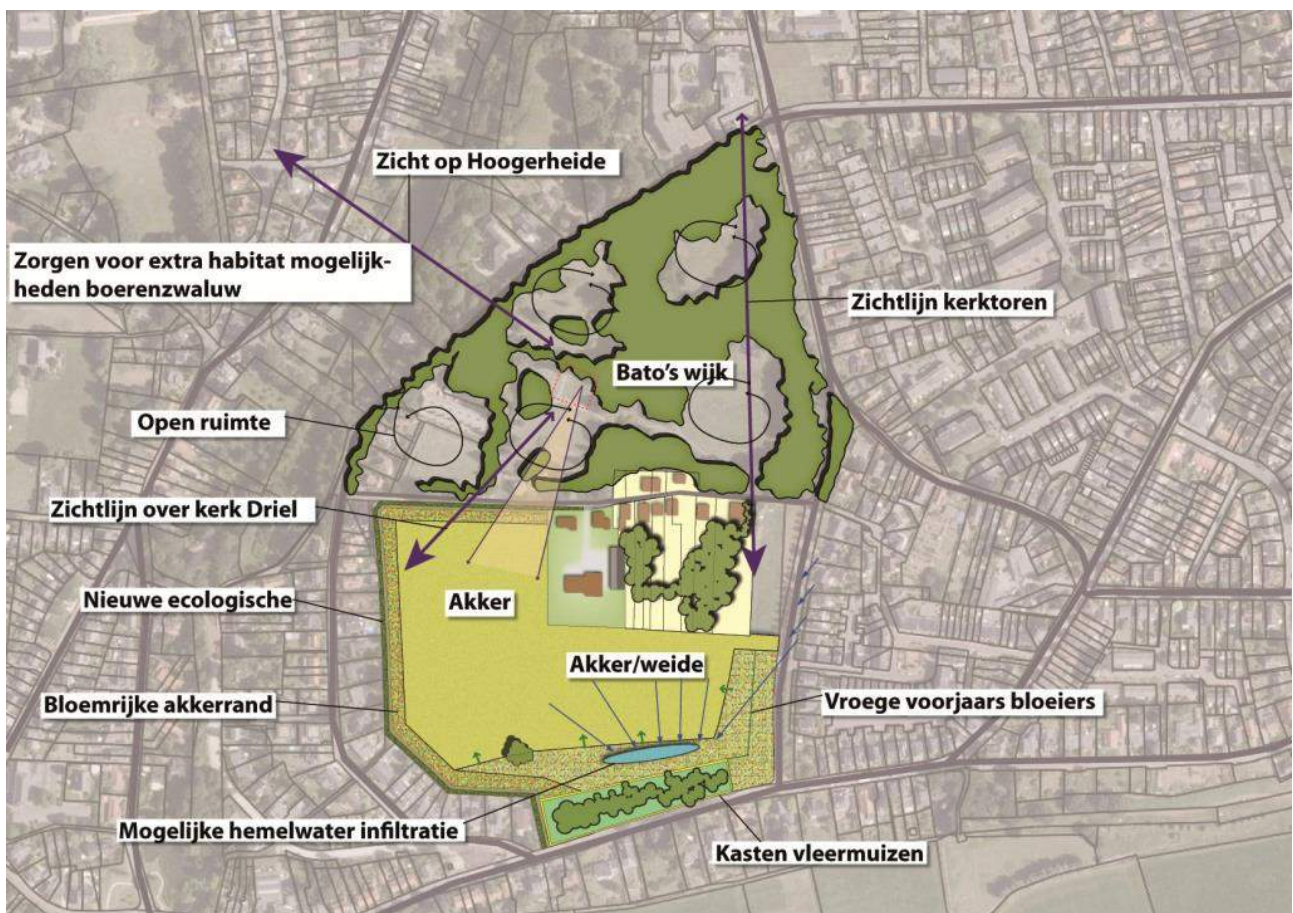 Zicht op Hoogerheide
Zorgen voor extra habitat mogelijk-
heden boerenzwaluw
Zichtlijn kerktoren
Bato's wijk
Open ruimte
Zichtlijn over kerk Driel
Nieuwe ecologische
Akker
Akker/weide
Bloemrijke akkerrand
Vroege voorjaars bloeiers
Mogelijke hemelwater infiltratie
Kasten vleermuizen